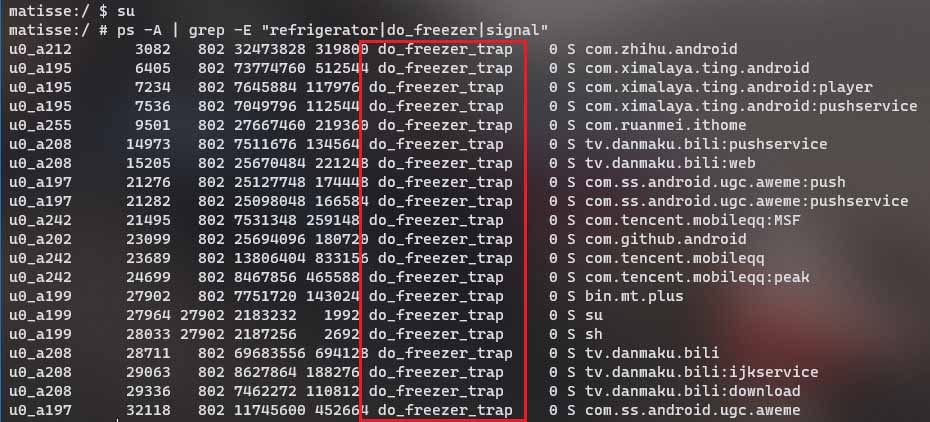 matisse:/ $ su
matisse:/ # ps -A | grep -E "refrigerator|do_freezer|signal"
u0_a212 3082 802 32473828 319800 do_freezer_trap 0 S com.zhihu.android
u0_a195 6405 802 73774760 512544 do_freezer_trap 0 S com.ximalaya.ting.android
u0_a195 7234 802 7645884 117976 do_freezer_trap 0 S com.ximalaya.ting.android:player
u0_a195 7536 802 7049796 112544 do_freezer_trap 0 S com.ximalaya.ting.android:pushservice
u0_a255 9501 802 27667460 219360 do_freezer_trap 0 S com.ruanmei.ithome
u0_a208 14973 802 7511676 134564 do_freezer_trap 0 S tv.danmaku.bili:pushservice
u0_a208 15205 802 25670484 221248 do_freezer_trap 0 S tv.danmaku.bili:web
u0_a197 21276 802 25127748 174448 do_freezer_trap 0 S com.ss.android.ugc.aweme:push
u0_a197 21282 802 25098048 166584 do_freezer_trap 0 S com.ss.android.ugc.aweme:pushservice
u0_a242 21495 802 7531348 259148 do_freezer_trap 0 S com.tencent.mobileqq:MSF
u0_a202 23099 802 25694096 180720 do_freezer_trap 0 S com.github.android
u0_a242 23689 802 13806404 833156 do_freezer_trap 0 S com.tencent.mobileqq
u0_a242 24699 802 8467856 465588 do_freezer_trap 0 S com.tencent.mobileqq:peak
u0_a199 27902 802 7751720 143024 do_freezer_trap 0 S bin.mt.plus
u0_a199 27964 27902 2183232 1992 do_freezer_trap 0 S su
u0_a199 28033 27902 2187256 2692 do_freezer_trap 0 S sh
u0_a208 28711 802 69683556 694128 do_freezer_trap 0 S tv.danmaku.bili
u0_a208 29063 802 8627864 188276 do_freezer_trap 0 S tv.danmaku.bili:ijkservice
u0_a208 29336 802 7462272 110812 do_freezer_trap 0 S tv.danmaku.bili:download
u0_a197 32118 802 11745600 452664 do_freezer_trap 0 S com.ss.android.ugc.aweme